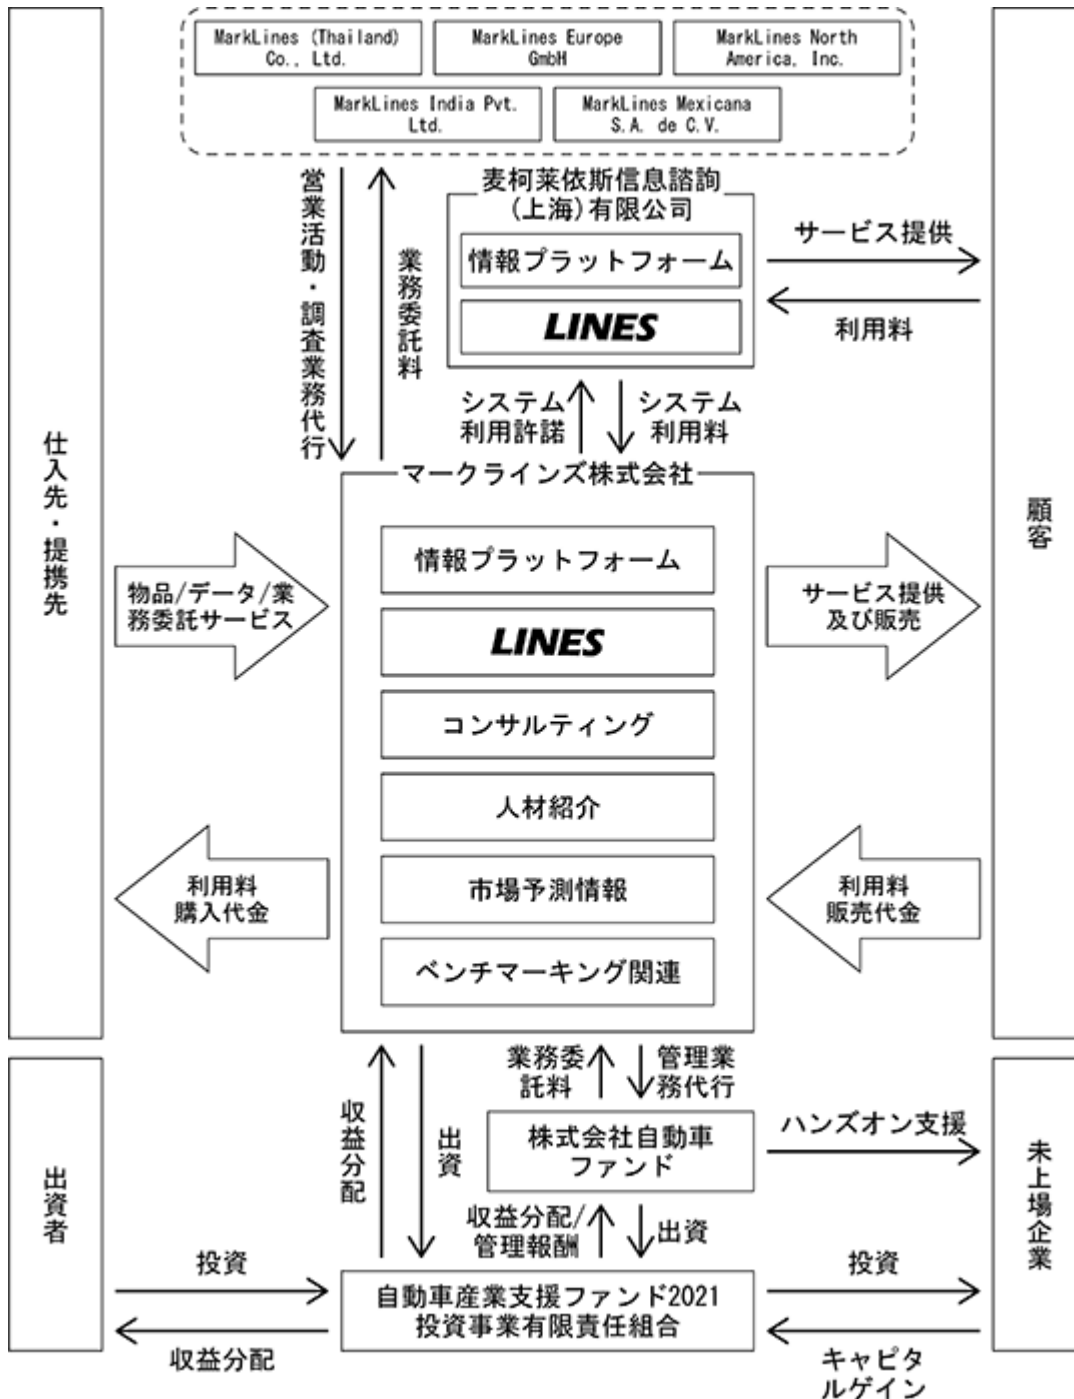 MarkLines (Thailand)
Co., Ltd.
MarkLines Europe
GmbH
MarkLines North
America, Inc.
MarkLines India Pvt.
Ltd.
MarkLines Mexicana
S.A. de C.V.
営業活動・調査業務代行
業務委託料
麦柯莱依斯信息諮詢
(上海)有限公司
情報プラットフォーム
LINES
サービス提供
利用料
システム
利用許諾
システム
利用料
仕入先・提携先
顧客
マークラインズ株式会社
情報プラットフォーム
LINES
コンサルティング
人材紹介
市場予測情報
ベンチマーキング関連
物品/データ/業
務委託サービス
サービス提供
及び販売
利用料
購入代金
利用料
販売代金
収益分配
出資
業務委
託料
管理業
務代行
株式会社自動車
ファンド
ハンズオン支援
出資者
未上場企業
収益分配/
管理報酬
出資
投資
収益分配
自動車産業支援ファンド2021
投資事業有限責任組合
投資
キャピタ
ルゲイン